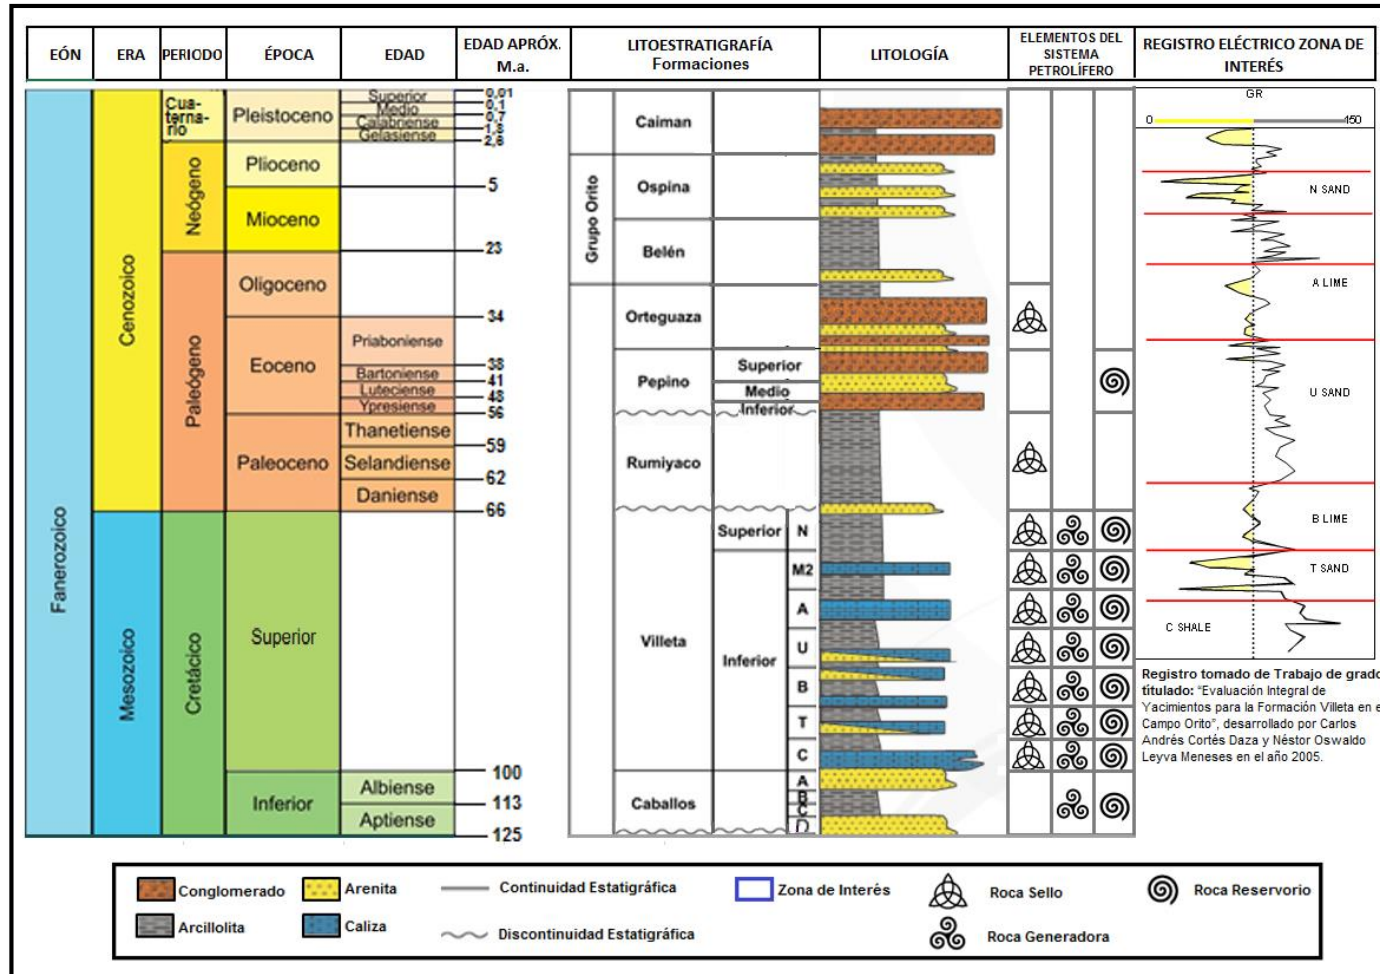 EÓN
ERA
PERIODO
ÉPOCA
EDAD
EDAD APRÓX.
M.a.
LITOESTRATIGRAFÍA
Formaciones
LITOLOGÍA
ELEMENTOS DEL
SISTEMA
PETROLÍFERO
REGISTRO ELÉCTRICO ZONA DE
INTERÉS
Fanerozoico
Cenozoico
Mesozoico
Cua-
terna-
rio
Neógeno
Paleógeno
Cretácico
Pleistoceno
Plioceno
Mioceno
Oligoceno
Eoceno
Paleoceno
Superior
Inferior
Superior
Medio
Calabriense
Gelasiense
Priaboniense
Bartoniense
Luteciense
Ypresiense
Thanetiense
Selandiense
Daniense
Albiense
Aptiense
0,01
0,1
0,7
1,8
2,6
5
23
34
38
41
48
56
59
62
66
100
113
125
Grupo Orito
Caiman
Ospina
Belén
Orteguaza
Pepino
Superior
Medio
Inferior
Rumiyaco
Villeta
Superior
N
Inferior
M2
A
U
B
T
C
Caballos
A
B
C
D
GR
0
150
N SAND
A LIME
U SAND
B LIME
T SAND
C SHALE
Registro tomado de Trabajo de grado
titulado: “Evaluación Integral de
Yacimientos para la Formación Villeta en e
Campo Orito”, desarrollado por Carlos
Andrés Cortés Daza y Néstor Oswaldo
Leyva Meneses en el año 2005.
Conglomerado
Arenita
Continuidad Estatigráfica
Zona de Interés
Roca Sello
Roca Reservorio
Arcillolita
Caliza
Discontinuidad Estatigráfica
Roca Generadora